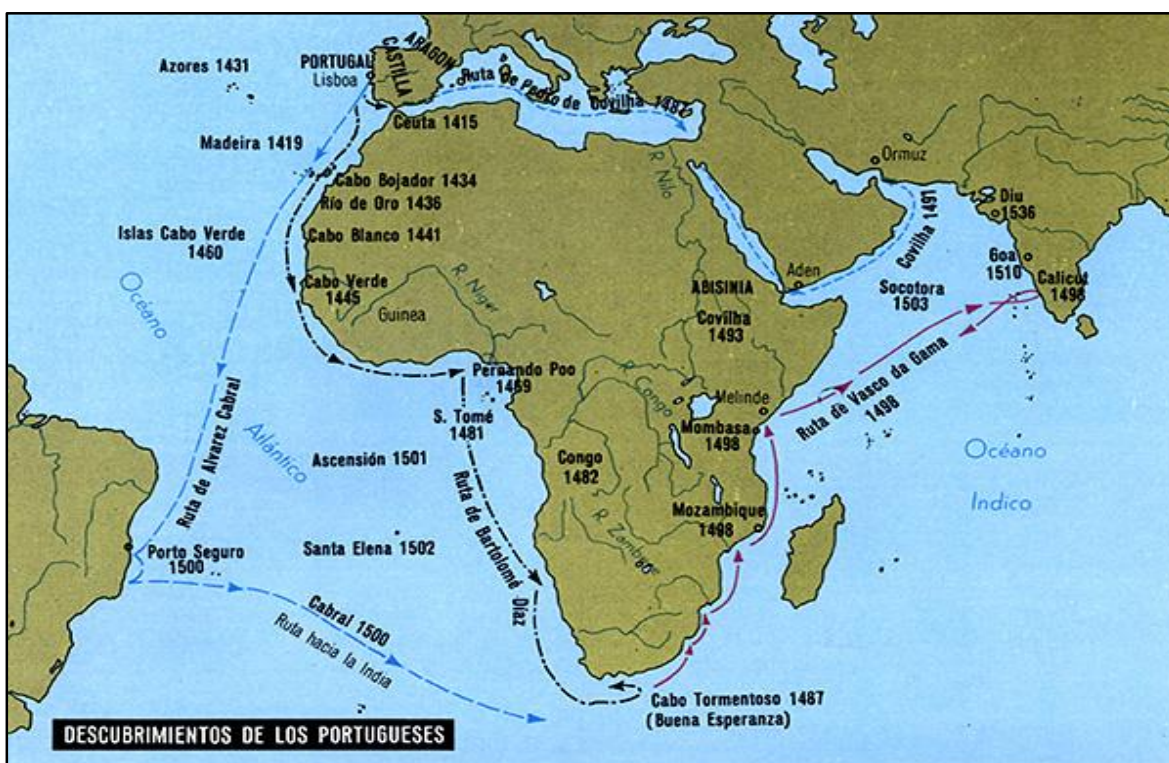 ARAGON
CASTILLA
PORTUGAL
Lisboa
Azores 1431
Ruta de Pedro de Covilha 1487
Ceuta 1415
Madeira 1419
Ormuz
R. Nilo
Cabo Bojador 1434
Río de Oro 1436
Diu
1536
Covilha 1491
Islas Cabo Verde
1460
Cabo Blanco 1441
Goa
1510
Aden
Calicut
1498
Cabo Verde
1445
R. Niger
ABISINIA
Socotora
1503
Océano
Atlántico
Guinea
Covilha
1493
Pernando Poo
1469
R. Congo
Melinde
Ruta de Vasco da Gama
1498
S. Tomé
1481
Mombasa
1498
Ruta de Alvarez Cabral
Ascensión 1501
Congo
1482
Océano
Indico
Mozambique
1498
R. Zambeze
Ruta de Bartolomé Díaz
Porto Seguro
1500
Santa Elena 1502
Cabral 1500
Ruta hacia la India
Cabo Tormentoso 1487
(Buena Esperanza)
DESCUBRIMIENTOS DE LOS PORTUGUESES